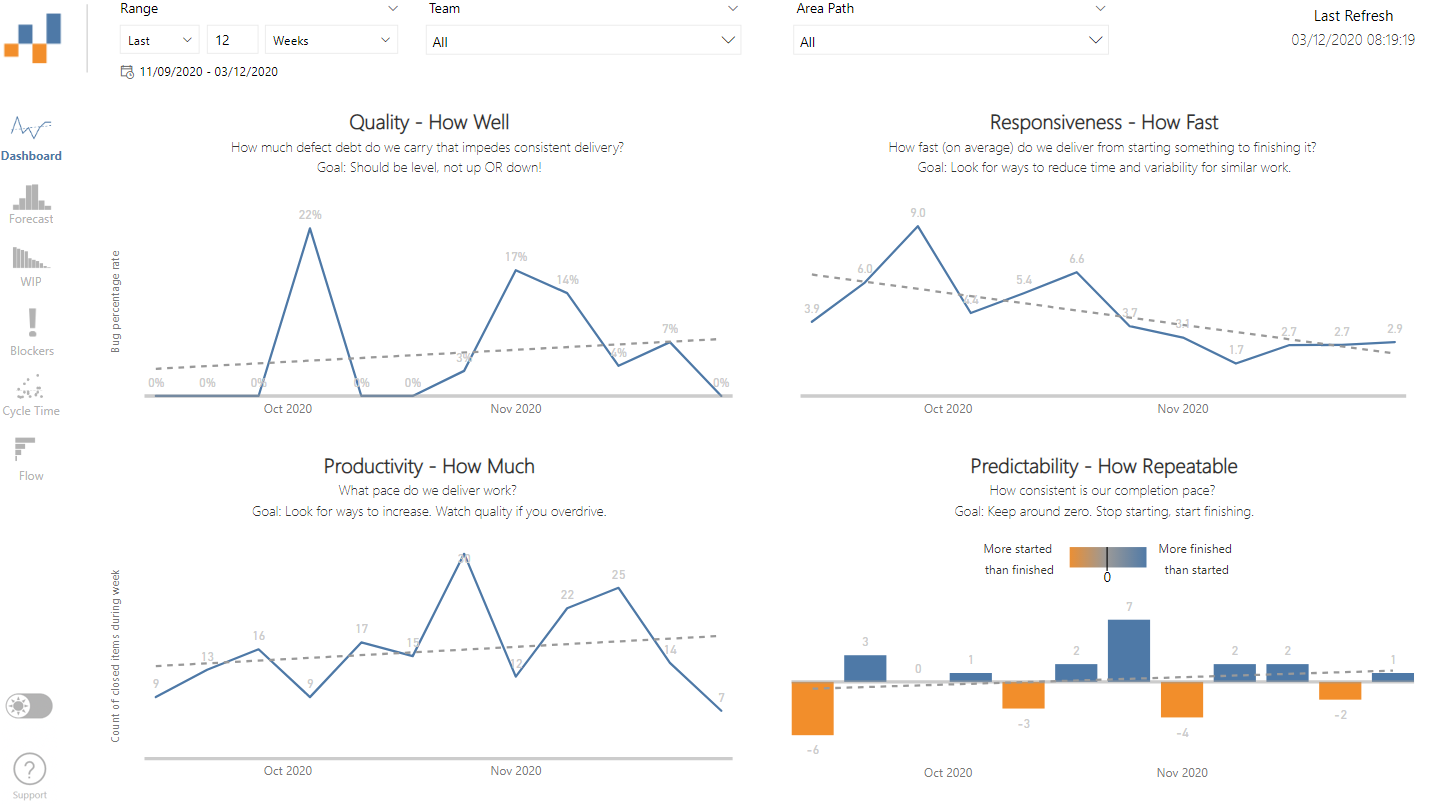 Range
Team
Area Path
Last Refresh
Last
12
Weeks
All
All
03/12/2020 08:19:19
11/09/2020 - 03/12/2020
Dashboard
Forecast
WIP
Blockers
Cycle Time
Flow
Support
Quality - How Well
How much defect debt do we carry that impedes consistent delivery?
Goal: Should be level, not up OR down!
Bug percentage rate
0%
0%
0%
22%
0%
0%
3%
17%
14%
4%
7%
0%
Oct 2020
Nov 2020
Responsiveness - How Fast
How fast (on average) do we deliver from starting something to finishing it?
Goal: Look for ways to reduce time and variability for similar work.
3.9
6.0
9.0
4.4
5.4
6.6
3.7
3.1
1.7
2.7
2.7
2.9
Oct 2020
Nov 2020
Productivity - How Much
What pace do we deliver work?
Goal: Look for ways to increase. Watch quality if you overdrive.
Count of closed items during week
9
13
16
9
17
15
30
12
22
25
14
7
Oct 2020
Nov 2020
Predictability - How Repeatable
How consistent is our completion pace?
Goal: Keep around zero. Stop starting, start finishing.
More started
than finished
0
More finished
than started
-6
3
0
1
-3
2
7
-4
2
2
-2
1
Oct 2020
Nov 2020